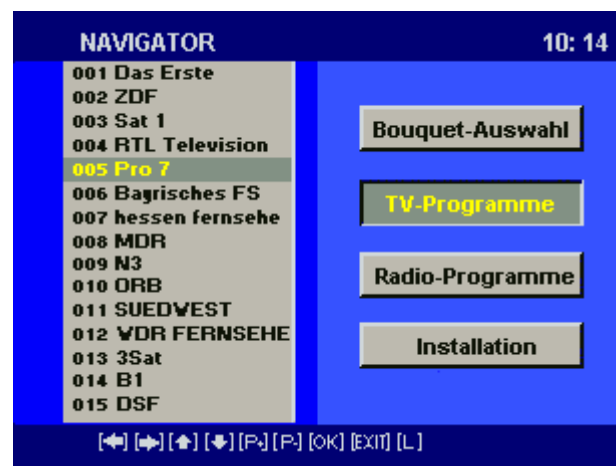 NAVIGATOR 10:14
001 Das Erste
002 ZDF
003 Sat 1
004 RTL Television
005 Pro 7
006 Bayrisches FS
007 hessen fernsehe
008 MDR
009 N3
010 ORB
011 SUEDWEST
012 WDR FERNSEHE
013 3Sat
014 B1
015 DSF
Bouquet-Auswahl
TV-Programme
Radio-Programme
Installation
[←] [→] [↑] [↓] [P+] [P-] [OK] [EXIT] [L]